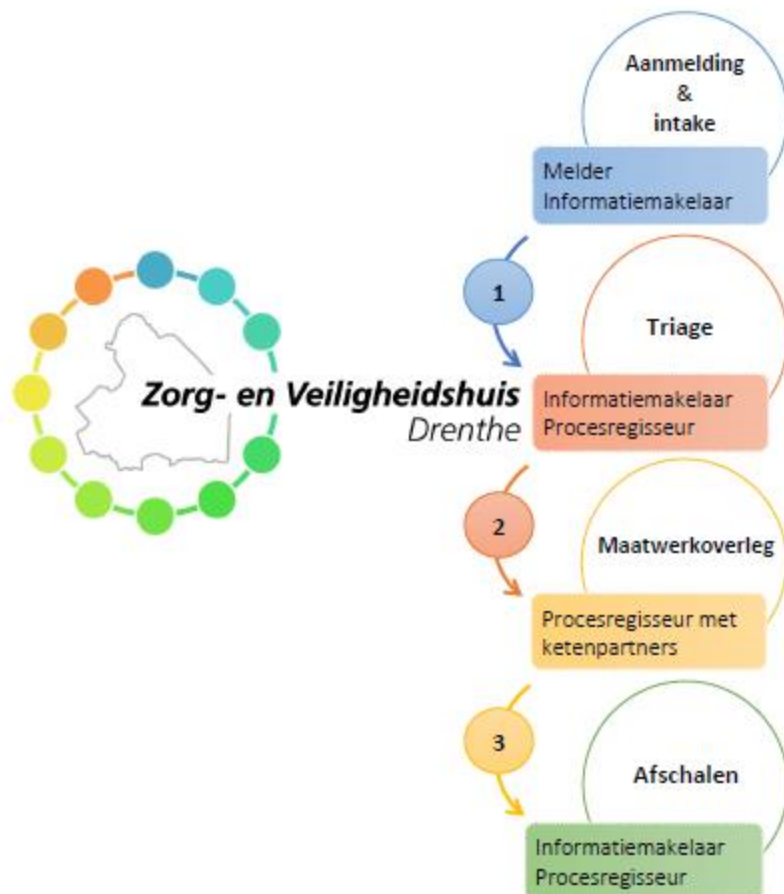 Aanmelding
&
intake
Melder
Informatiemakelaar
1
Triage
Zorg- en Veiligheidshuis
Drenthe
Informatiemakelaar
Procesregisseur
2
Maatwerkoverleg
Procesregisseur met
ketenpartners
3
Afschalen
Informatiemakelaar
Procesregisseur